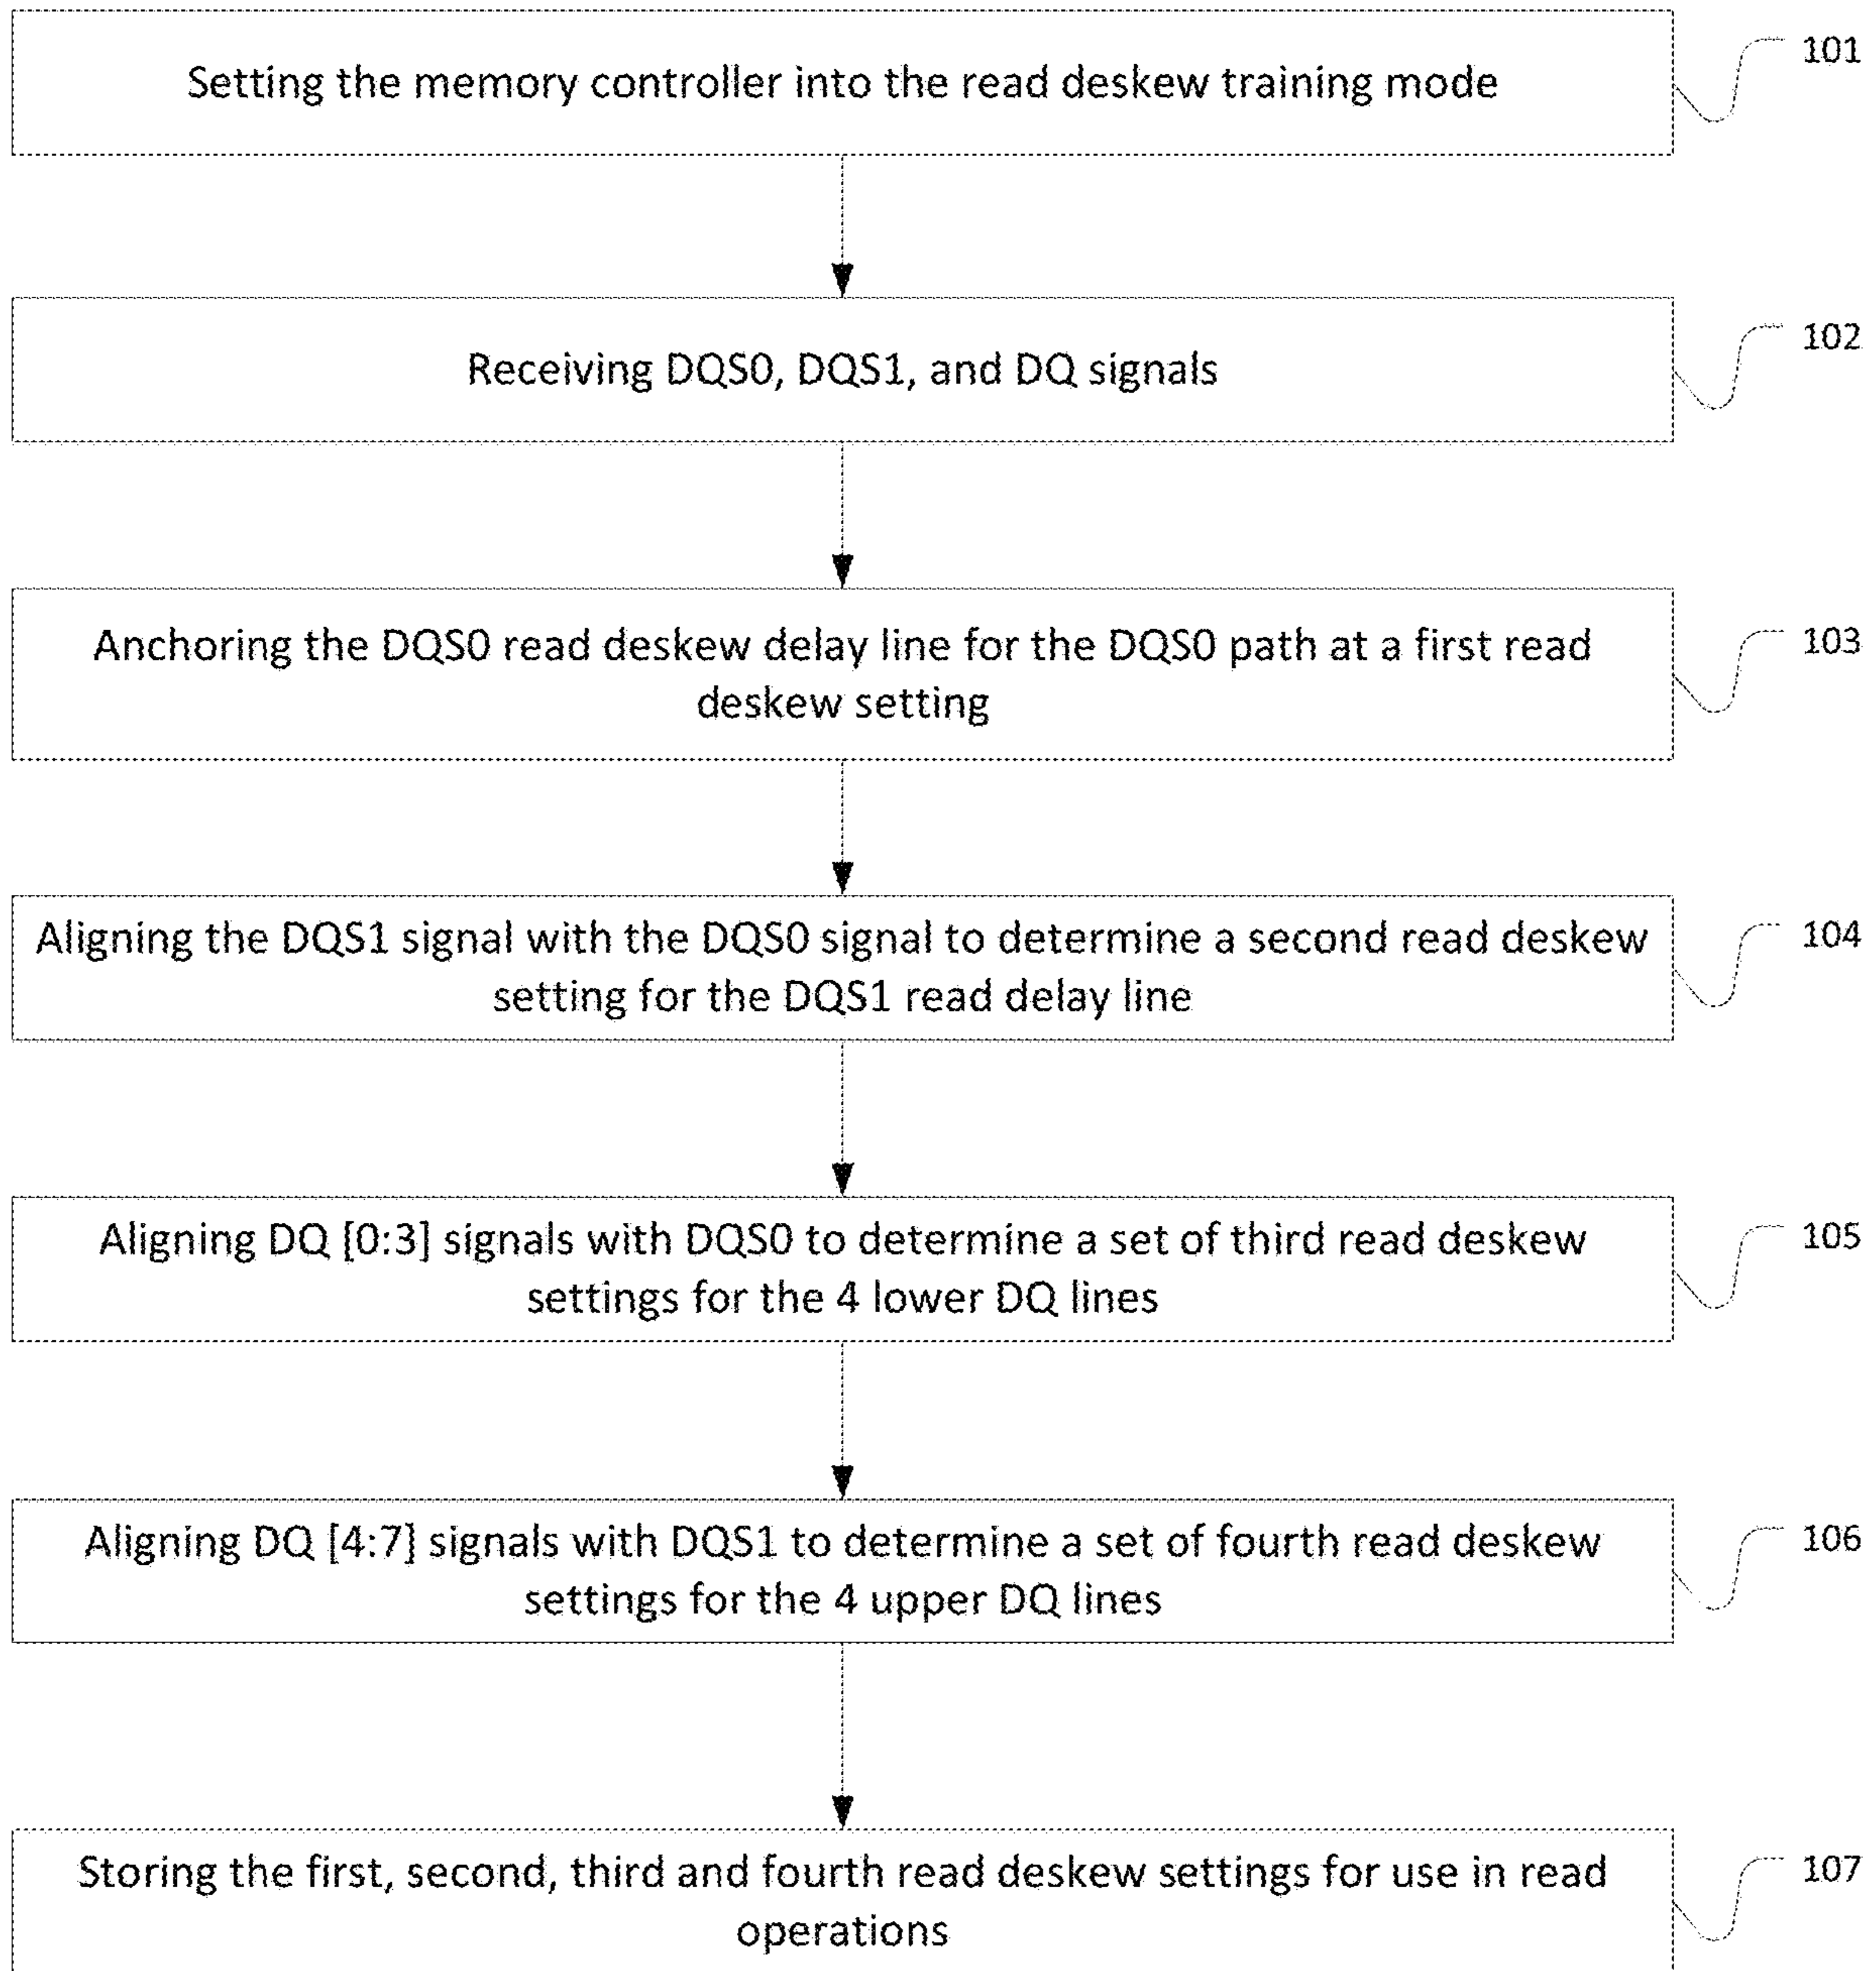 Setting the memory controller into the read deskew training mode
101
Receiving DQS0, DQS1, and DQ signals
102
Anchoring the DQS0 read deskew delay line for the DQS0 path at a first read
deskew setting
103
Aligning the DQS1 signal with the DQS0 signal to determine a second read deskew
setting for the DQS1 read delay line
104
Aligning DQ [0:3] signals with DQS0 to determine a set of third read deskew
settings for the 4 lower DQ lines
105
Aligning DQ [4:7] signals with DQS1 to determine a set of fourth read deskew
settings for the 4 upper DQ lines
106
Storing the first, second, third and fourth read deskew settings for use in read
operations
107